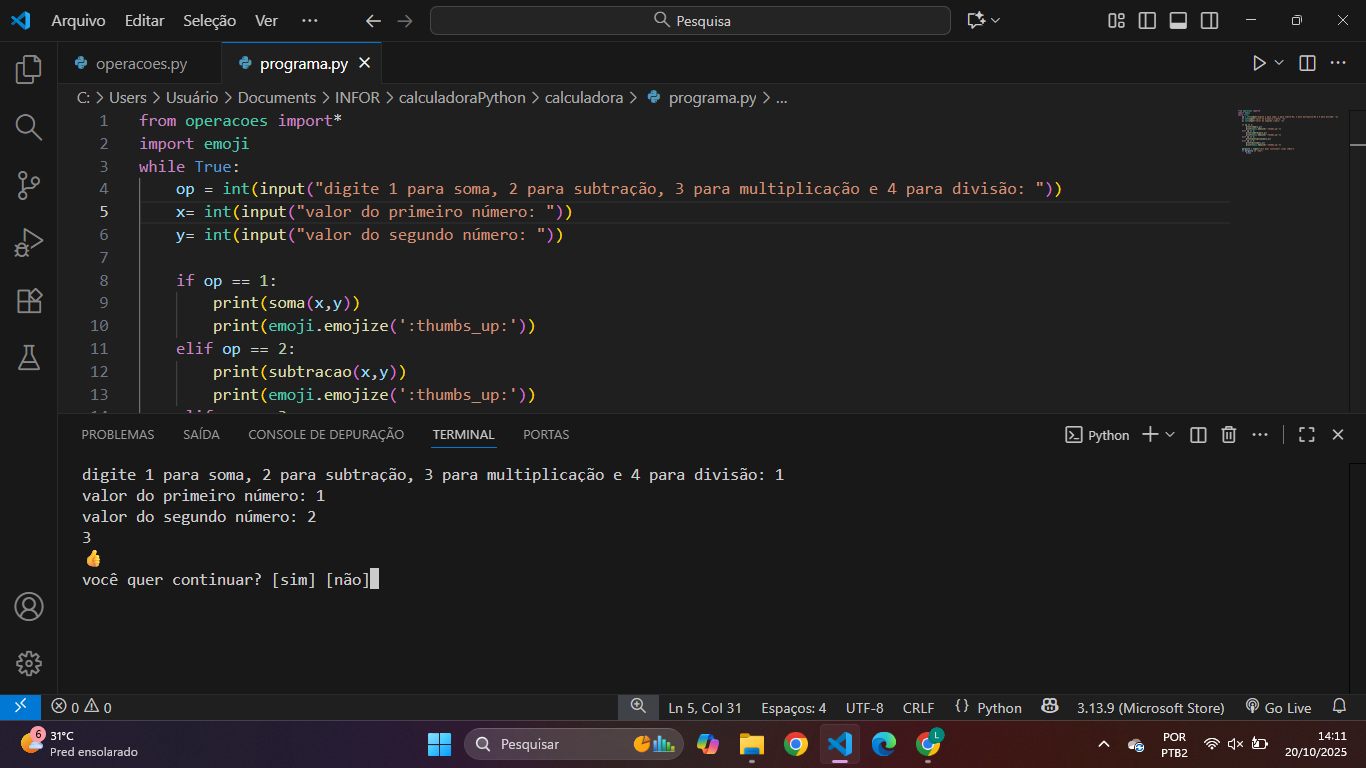 Arquivo Editar Seleção Ver ··· Pesquisa
operacoes.py programa.py
C: > Users > Usuário > Documents > INFOR > calculadoraPython > calculadora > programa.py > ...
1 from operacoes import*
2 import emoji
3 while True:
4 op = int(input("digite 1 para soma, 2 para subtração, 3 para multiplicação e 4 para divisão: "))
5 x= int(input("valor do primeiro número: "))
6 y= int(input("valor do segundo número: "))
7
8 if op == 1:
9 print(soma(x,y))
10 print(emoji.emojize(':thumbs_up:'))
11 elif op == 2:
12 print(subtracao(x,y))
13 print(emoji.emojize(':thumbs_up:'))
PROBLEMAS SAÍDA CONSOLE DE DEPURAÇÃO TERMINAL PORTAS Python
digite 1 para soma, 2 para subtração, 3 para multiplicação e 4 para divisão: 1
valor do primeiro número: 1
valor do segundo número: 2
3
👍
você quer continuar? [sim] [não]
0 0 Ln 5, Col 31 Espaços: 4 UTF-8 CRLF {} Python 3.13.9 (Microsoft Store) Go Live
6 31°C
Pred ensolarado
Pesquisar
L
POR
PTB2
14:11
20/10/2025